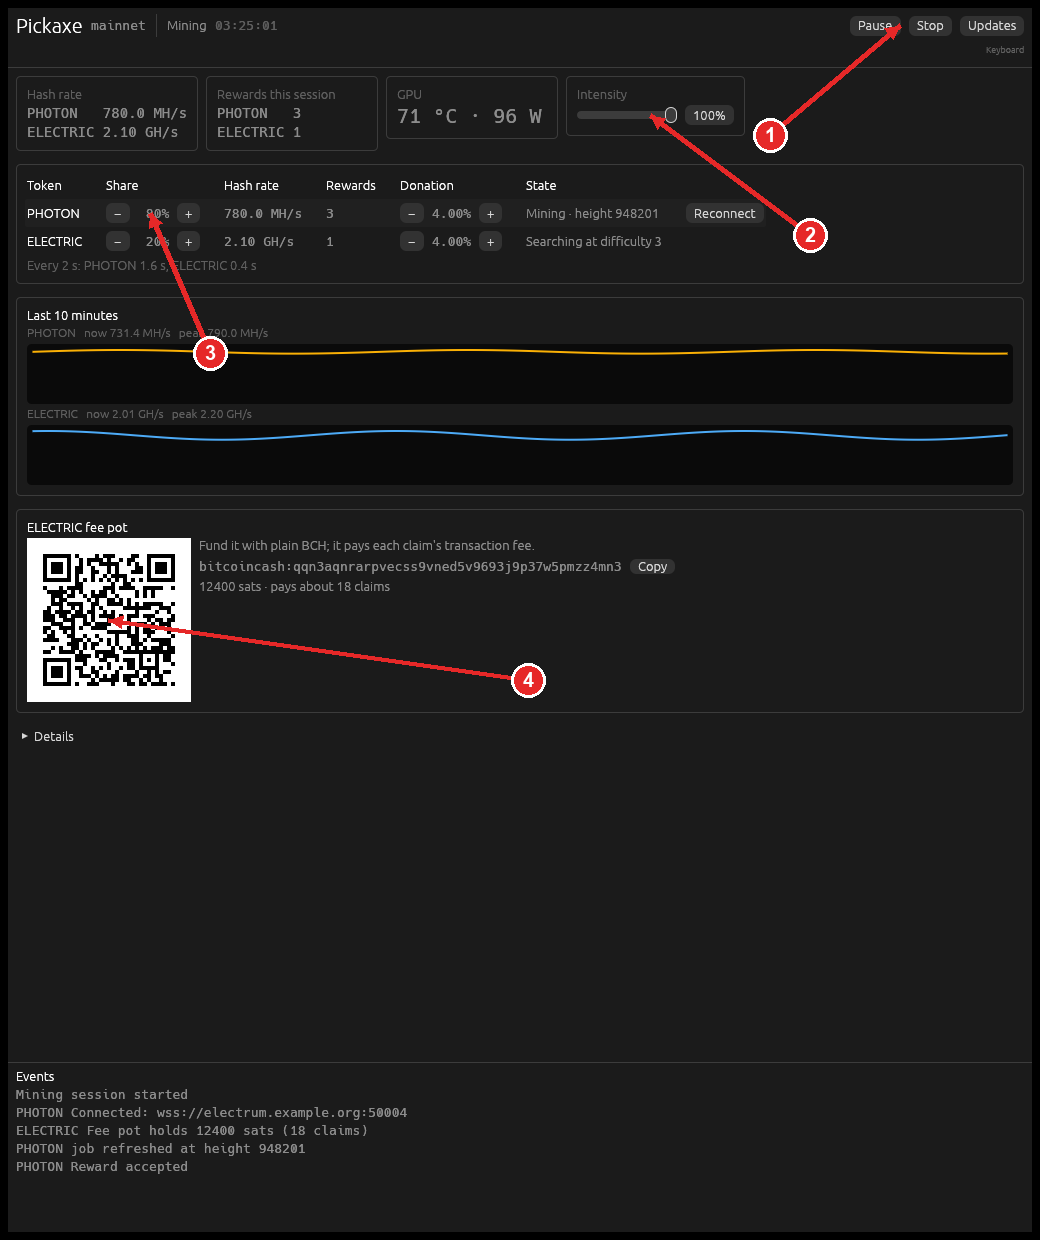 Pickaxe mainnet Mining 03:25:01 Pause Stop Updates
Keyboard
Hash rate
PHOTON 780.0 MH/s
ELECTRIC 2.10 GH/s
Rewards this session
PHOTON 3
ELECTRIC 1
GPU
71 °C · 96 W
Intensity
100%
1
2
Token Share Hash rate Rewards Donation State
PHOTON − 80% + 780.0 MH/s 3 − 4.00% + Mining · height 948201 Reconnect
ELECTRIC − 20% + 2.10 GH/s 1 − 4.00% + Searching at difficulty 3
Every 2 s: PHOTON 1.6 s, ELECTRIC 0.4 s
Last 10 minutes
PHOTON now 731.4 MH/s peak 790.0 MH/s
3
ELECTRIC now 2.01 GH/s peak 2.20 GH/s
ELECTRIC fee pot
Fund it with plain BCH; it pays each claim's transaction fee.
bitcoincash:qqn3aqnrarpvecss9vned5v9693j9p37w5pmzz4mn3 Copy
12400 sats · pays about 18 claims
4
Details
Events
Mining session started
PHOTON Connected: wss://electrum.example.org:50004
ELECTRIC Fee pot holds 12400 sats (18 claims)
PHOTON job refreshed at height 948201
PHOTON Reward accepted